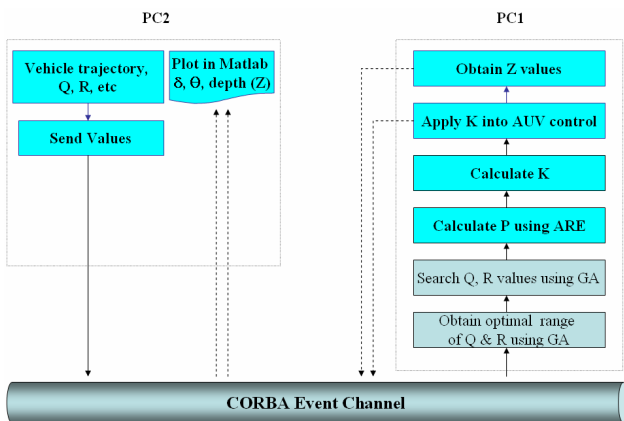 PC2
Vehicle trajectory,
Q, R, etc
Send Values
Plot in Matlab
δ, Θ, depth (Z)
PC1
Obtain Z values
Apply K into AUV control
Calculate K
Calculate P using ARE
Search Q, R values using GA
Obtain optimal range
of Q & R using GA
CORBA Event Channel